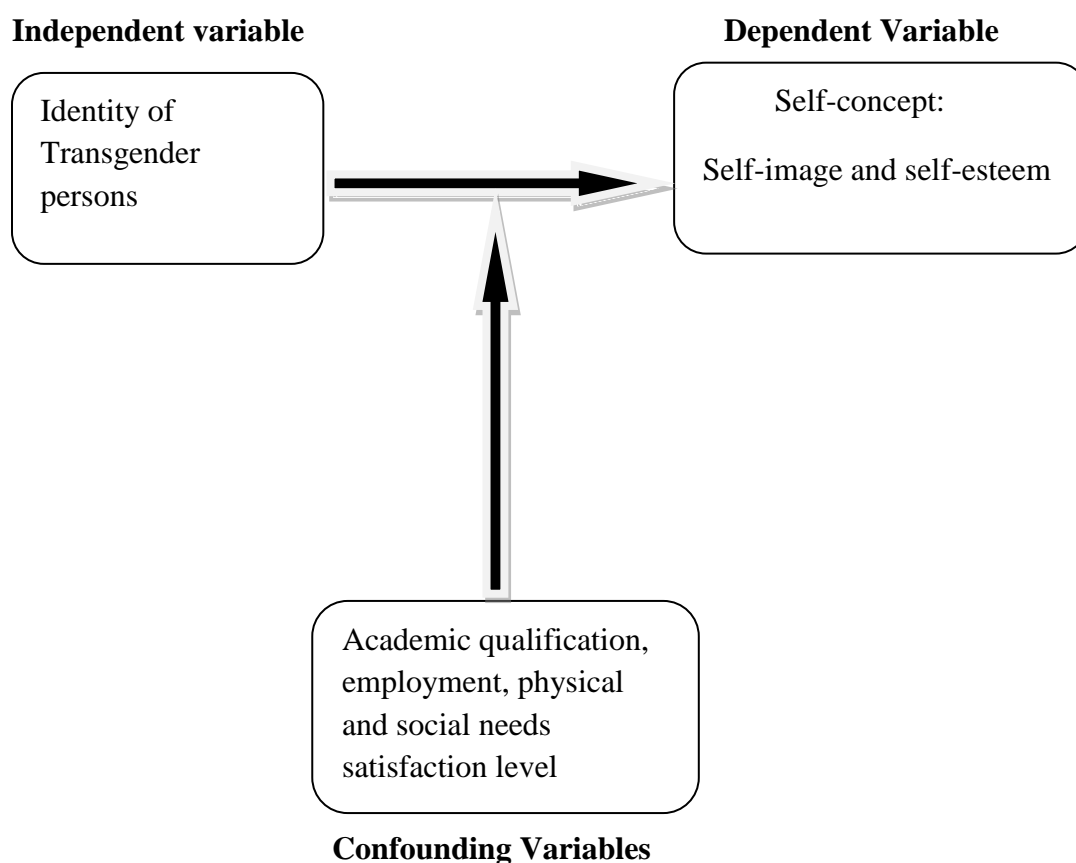 Independent variable
Dependent Variable
Identity of
Transgender
persons
Self-concept:
Self-image and self-esteem
Academic qualification,
employment, physical
and social needs
satisfaction level
Confounding Variables